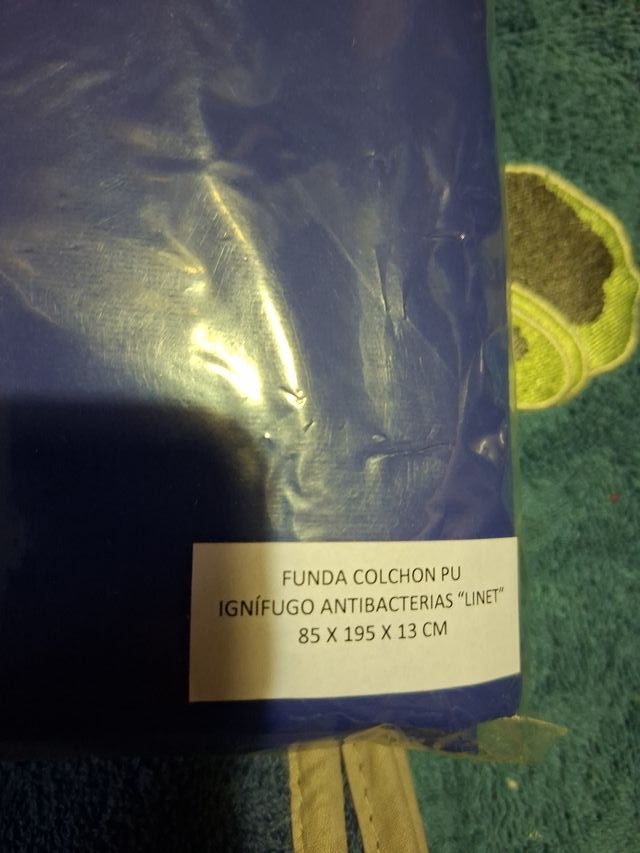 FUNDA COLCHON PU
IGNÍFUGO ANTIBACTERIAS “LINET”
85 X 195 X 13 CM